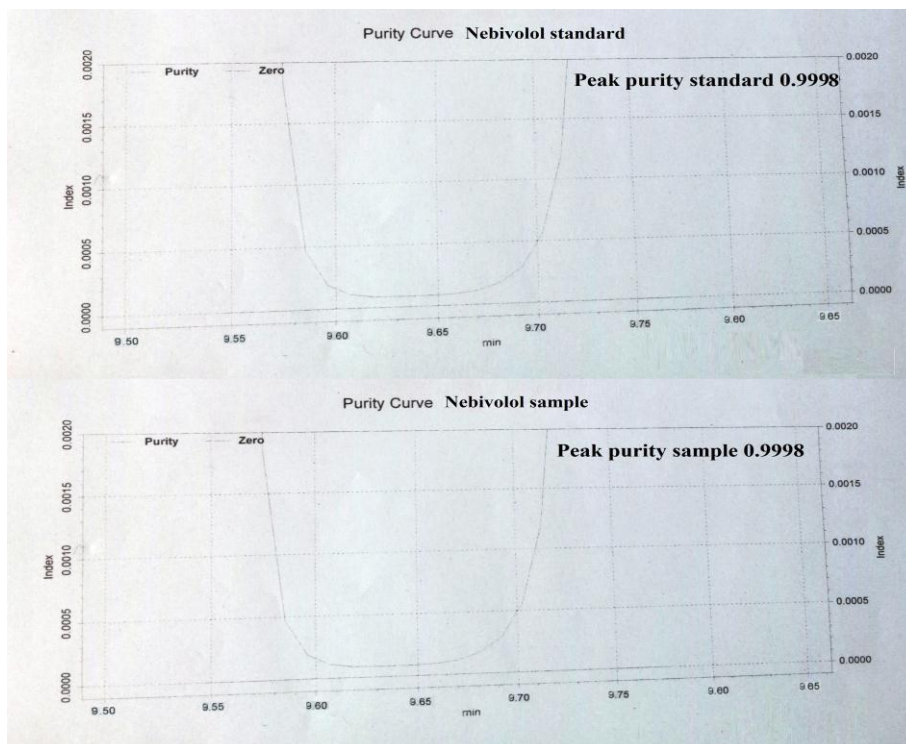 Purity Curve Nebivolol standard
Purity Zero
Peak purity standard 0.9998
0.0020
0.0015
0.0010
0.0005
0.0000
Index
0.0020
0.0015
0.0010
0.0005
0.0000
Index
9.50 9.55 9.60 9.65 9.70 9.75 9.60 9.65
min
Purity Curve Nebivolol sample
Purity Zero
Peak purity sample 0.9998
0.0020
0.0015
0.0010
0.0005
0.0000
Index
0.0020
0.0015
0.0010
0.0005
0.0000
Index
9.50 9.55 9.60 9.65 9.70 9.75 9.60 9.65
min